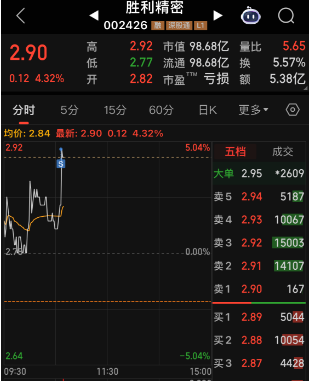 胜利精密
002426 融 深股通 L1
2.90
0.12 4.32%
高 2.92 市值 98.68亿 量比 5.65
低 2.77 流通 98.68亿 换 5.57%
开 2.82 市盈™ 亏损 额 5.38亿
分时 5分 15分 60分 日K 更多
均价: 2.84 最新: 2.90 0.12 4.32%
2.92 5.04%
S
0.00%
2.64 -5.04%
09:30 11:30 15:00
五档 成交
大单 2.95 *2609
卖5 2.94 5187
卖4 2.93 10067
卖3 2.92 15003
卖2 2.91 14107
卖1 2.90 167
买1 2.89 5044
买2 2.88 10054
买3 2.87 4428